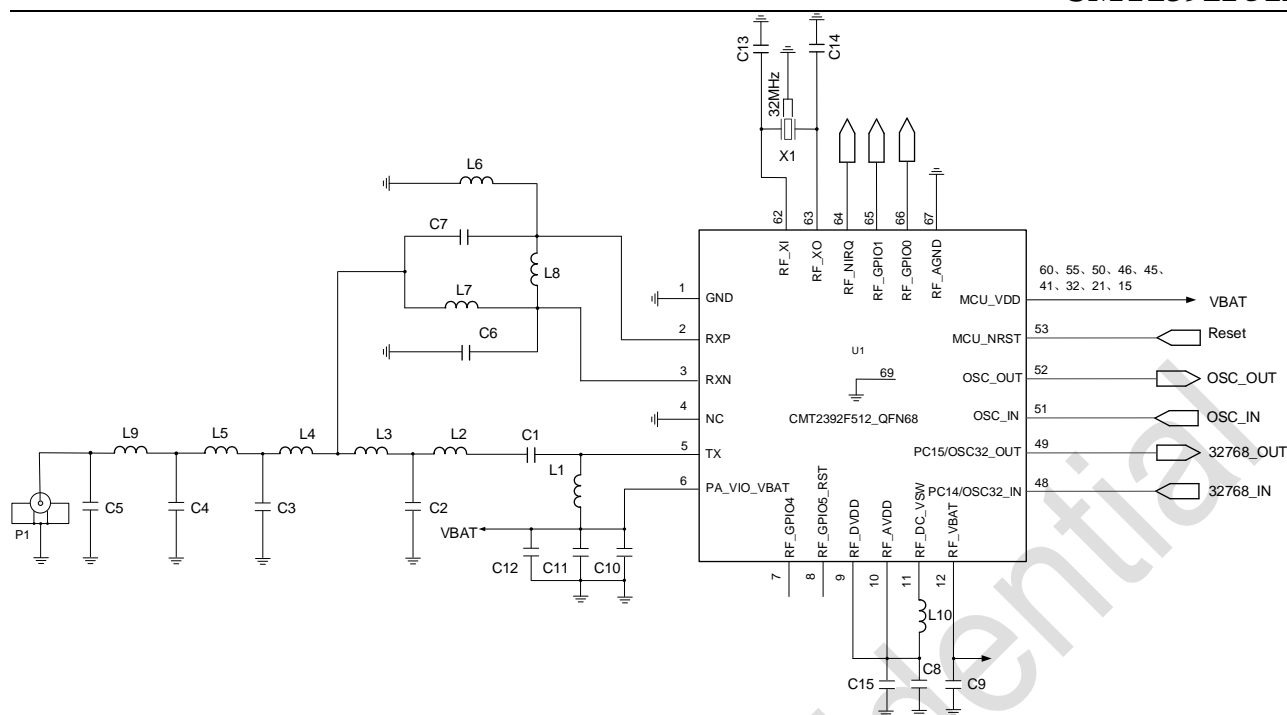 C13
C14
32MHz
X1
L6
C7
L8
L7
C6
62
63
64
65
66
67
RF_XI
RF_XO
RF_NIRQ
RF_GPIO1
RF_GPIO0
RF_AGND
1 GND
2 RXP
3 RXN
4 NC
5 TX
6 PA_VIO_VBAT
U1
69
CMT2392F512_QFN68
MCU_VDD
60、55、50、46、45、
41、32、21、15
VBAT
MCU_NRST 53 Reset
OSC_OUT 52 OSC_OUT
OSC_IN 51 OSC_IN
PC15/OSC32_OUT 49 32768_OUT
PC14/OSC32_IN 48 32768_IN
L9
L5
L4
L3
L2
C1
L1
P1
C5
C4
C3
C2
VBAT
C12
C11
C10
RF_GPIO4
RF_GPIO5_RST
RF_DVDD
RF_AVDD
RF_DC_VSW
RF_VBAT
7
8
9
10
11
12
L10
C15
C8
C9
dential